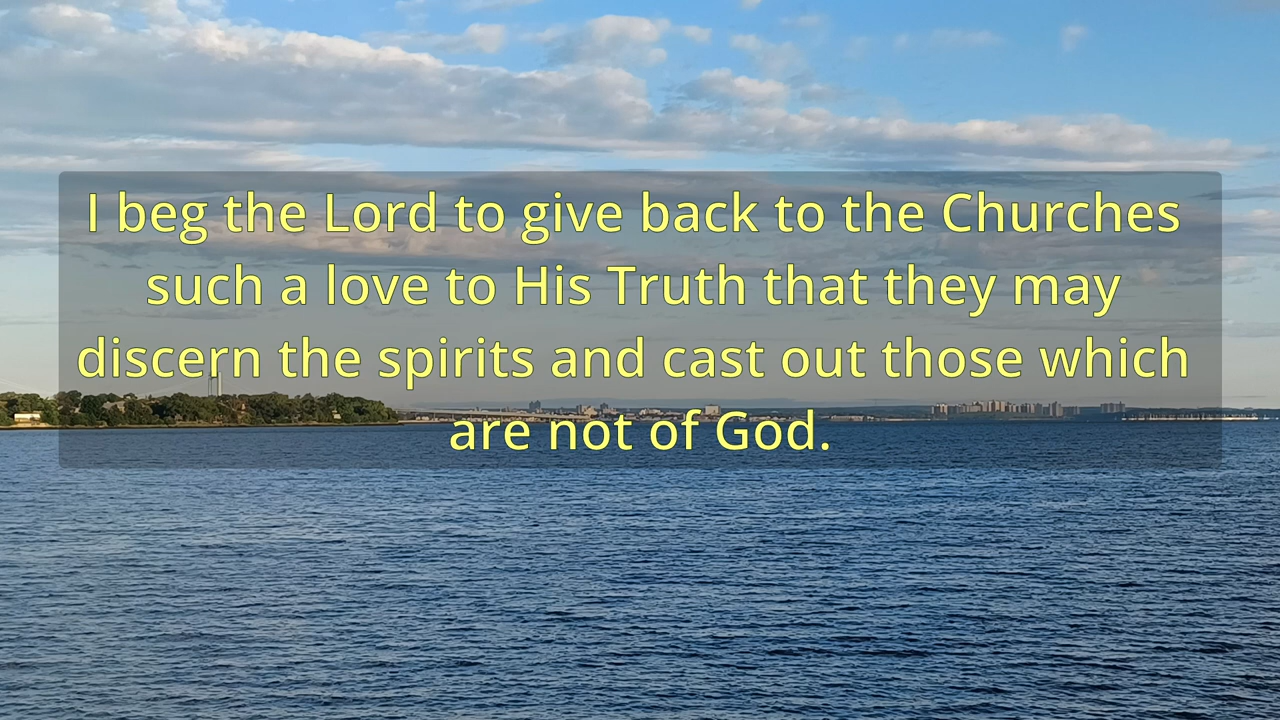 I beg the Lord to give back to the Churches
such a love to His Truth that they may
discern the spirits and cast out those which
are not of God.